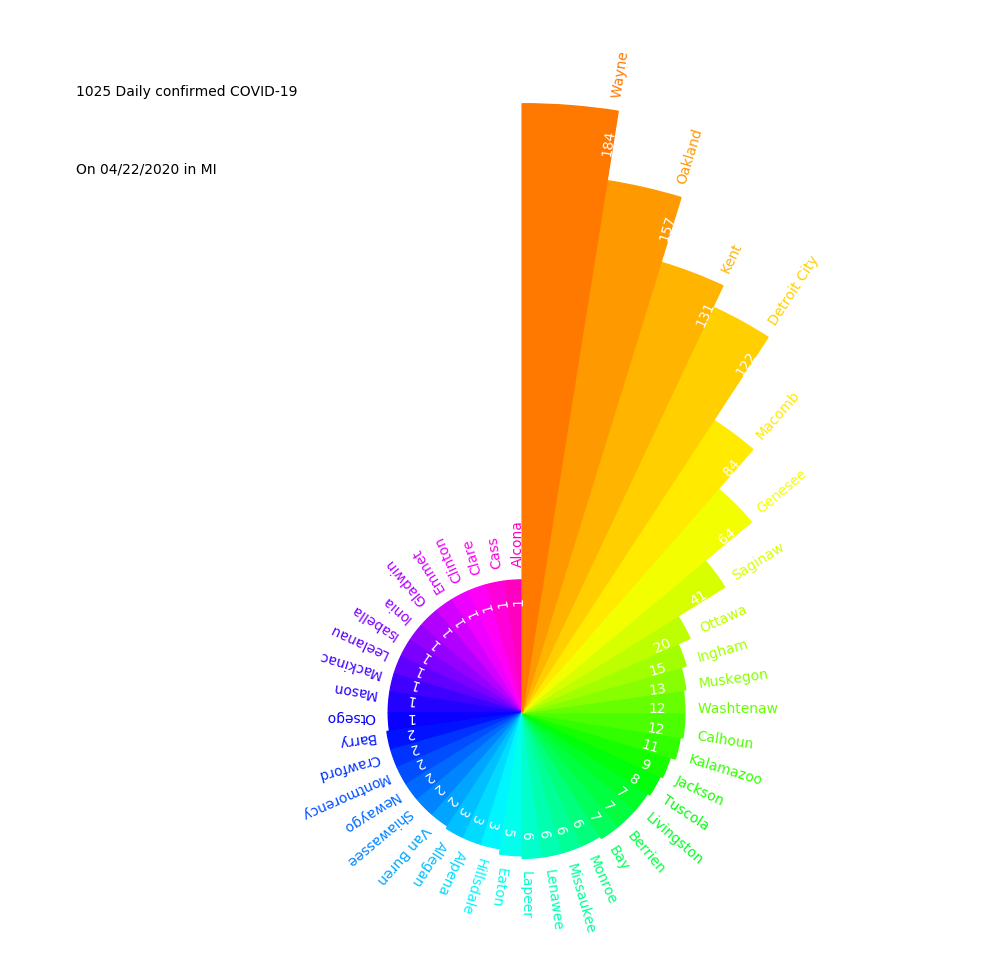 1025 Daily confirmed COVID-19
On 04/22/2020 in MI
Wayne
184
Oakland
157
Kent
131
Detroit City
122
Macomb
84
Genesee
64
Saginaw
41
Ottawa
20
Ingham
15
Muskegon
13
Washtenaw
12
Calhoun
12
Kalamazoo
11
Jackson
9
Tuscola
8
Livingston
7
Berrien
7
Bay
7
Monroe
6
Missaukee
6
Lenawee
6
Lapeer
6
Eaton
5
Hillsdale
3
Alpena
3
Allegan
3
Van Buren
2
Shiawassee
2
Newaygo
2
Montmorency
2
Crawford
2
Barry
2
Otsego
1
Mason
1
Mackinac
1
Leelanau
1
Isabella
1
Ionia
1
Gladwin
1
Emmet
1
Clinton
1
Clare
1
Cass
1
Alcona
1